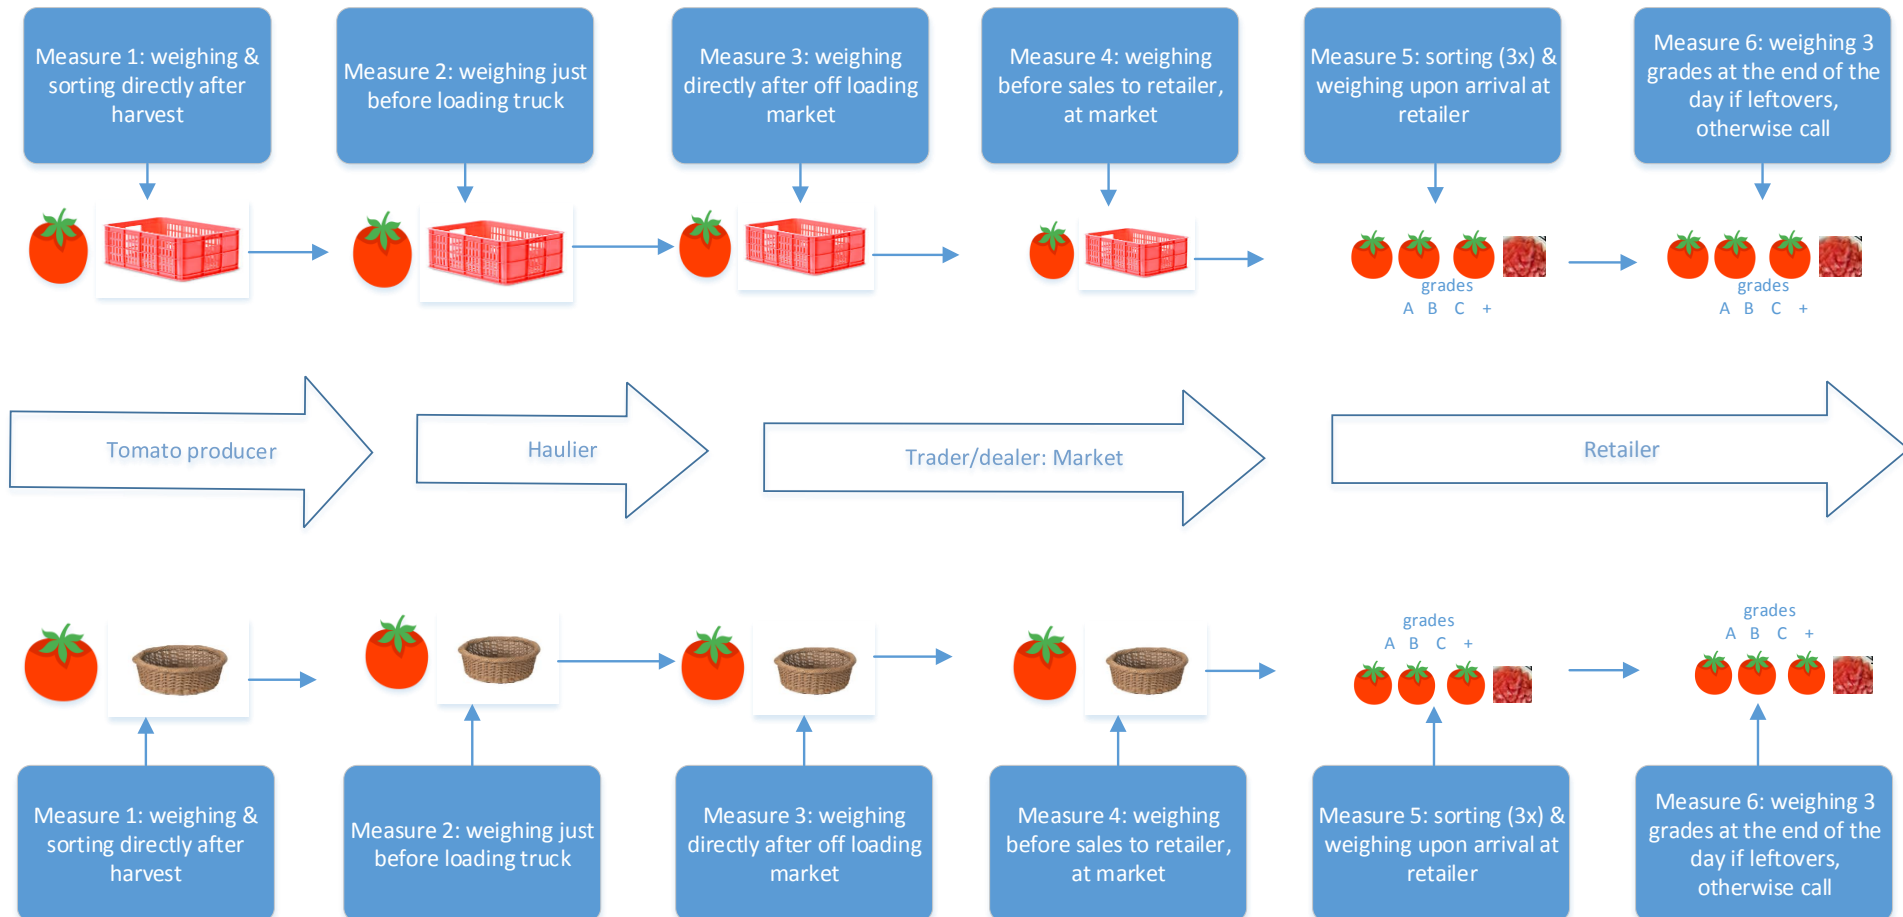 Measure 1: weighing &
sorting directly after
harvest
Measure 2: weighing just
before loading truck
Measure 3: weighing
directly after off loading
market
Measure 4: weighing
before sales to retailer,
at market
Measure 5: sorting (3x) &
weighing upon arrival at
retailer
Measure 6: weighing 3
grades at the end of the
day if leftovers,
otherwise call
grades
A B C +
grades
A B C +
Tomato producer
Haulier
Trader/dealer: Market
Retailer
grades
A B C +
grades
A B C +
Measure 1: weighing &
sorting directly after
harvest
Measure 2: weighing just
before loading truck
Measure 3: weighing
directly after off loading
market
Measure 4: weighing
before sales to retailer,
at market
Measure 5: sorting (3x) &
weighing upon arrival at
retailer
Measure 6: weighing 3
grades at the end of the
day if leftovers,
otherwise call